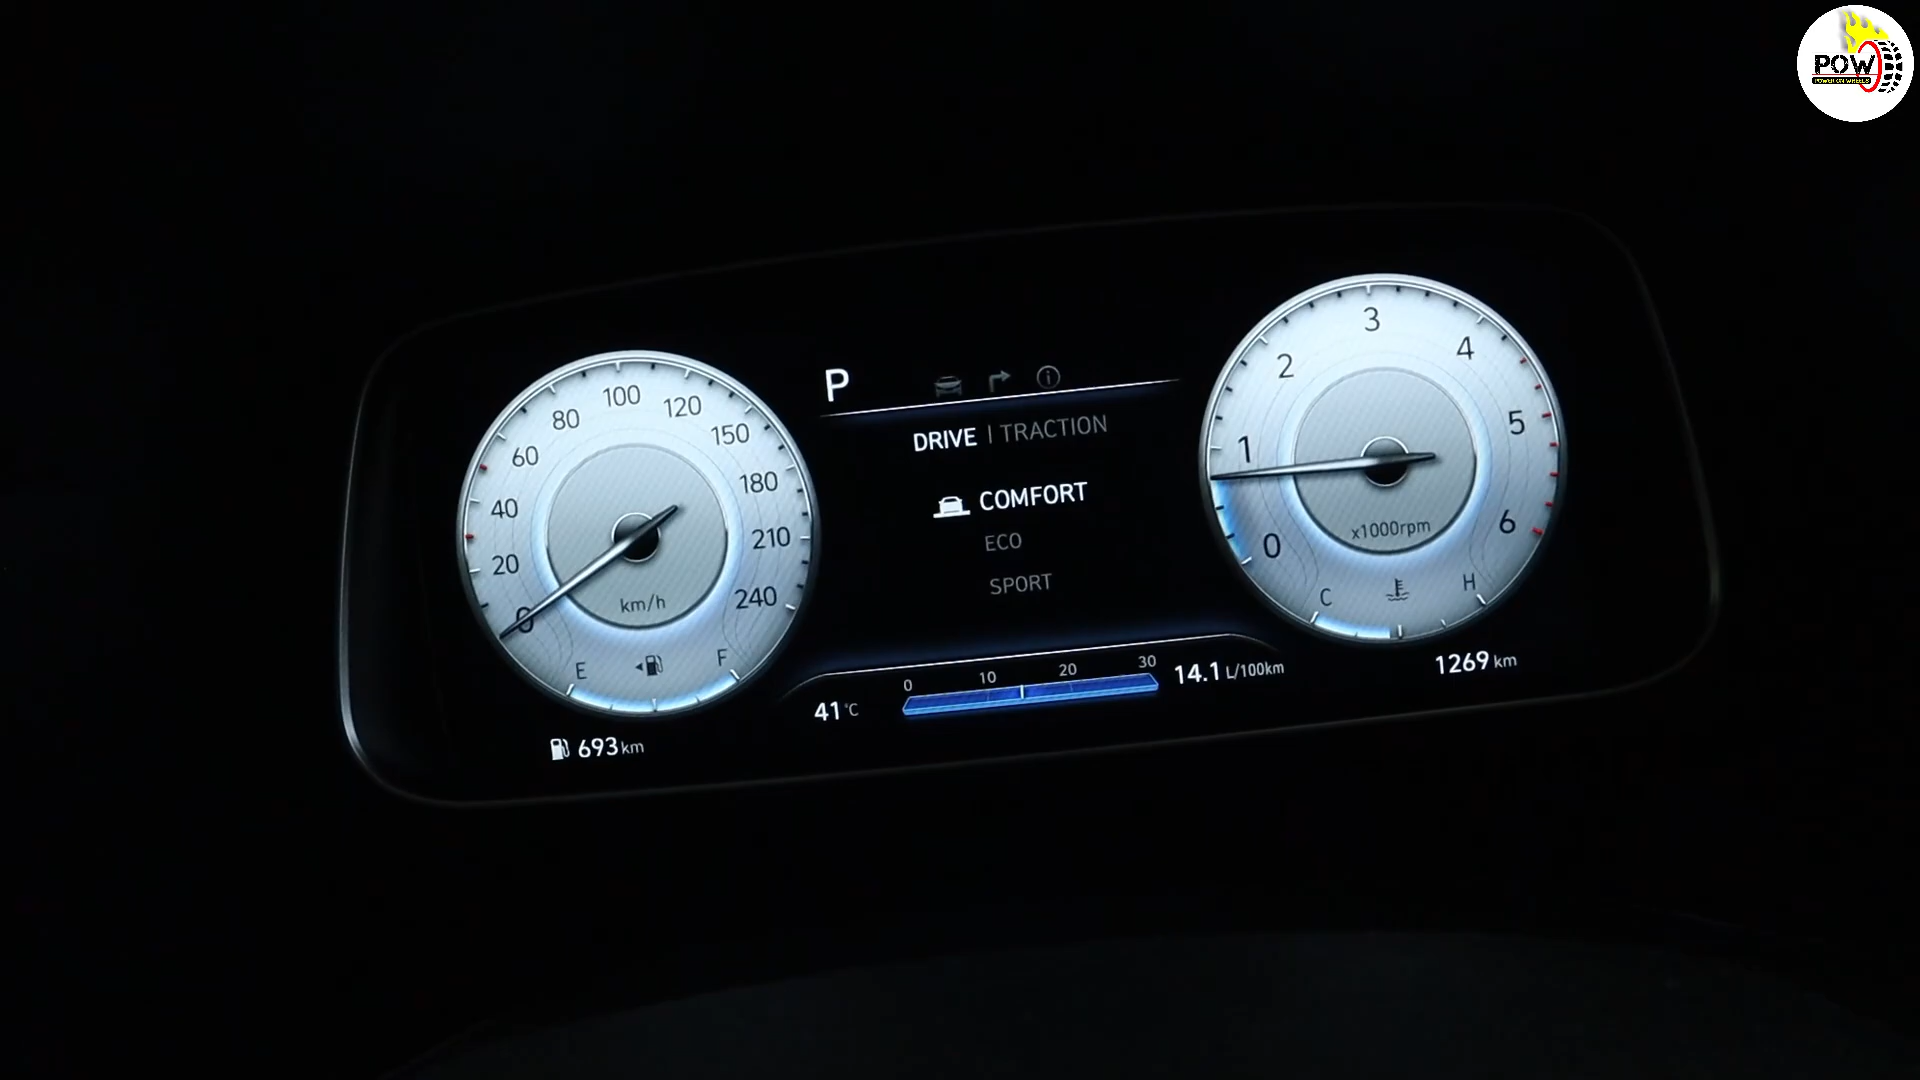 POW
POWER ON WHEELS
P
DRIVE | TRACTION
COMFORT
ECO
SPORT
0
20
40
60
80
100
120
150
180
210
240
km/h
E F
693 km
41 °C
0 10 20 30
14.1 L/100km
0
1
2
3
4
5
6
x1000rpm
C H
1269 km